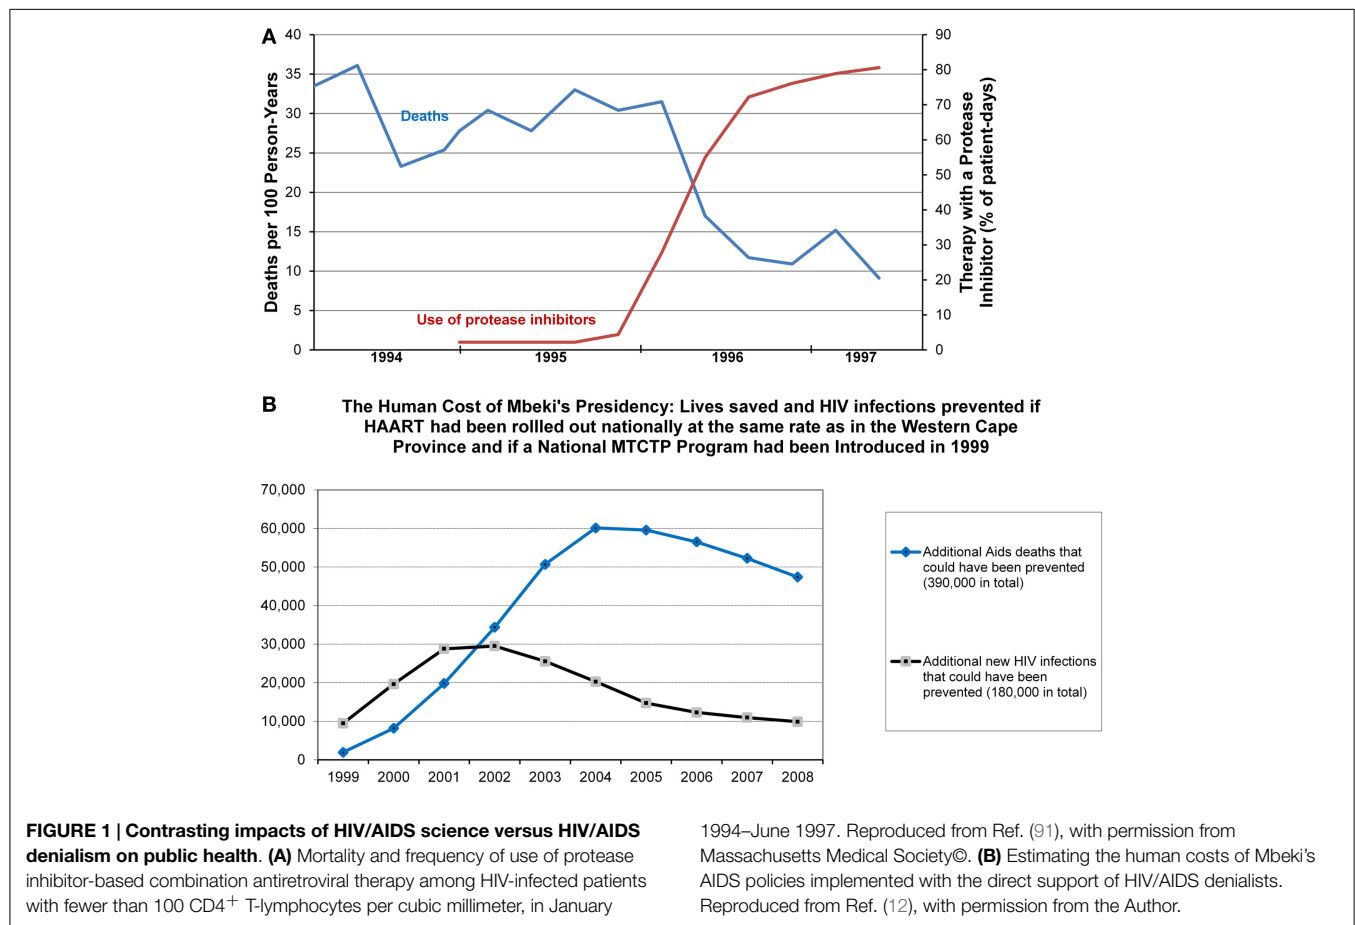 A
Deaths per 100 Person-Years
40
35
30
25
20
15
10
5
0
Deaths
Use of protease inhibitors
1994
1995
1996
1997
90
80
70
60
50
40
30
20
10
0
Therapy with a Protease
Inhibitor (% of patient-days)
B
The Human Cost of Mbeki's Presidency: Lives saved and HIV infections prevented if
HAART had been rollled out nationally at the same rate as in the Western Cape
Province and if a National MTCTP Program had been Introduced in 1999
70,000
60,000
50,000
40,000
30,000
20,000
10,000
0
1999
2000
2001
2002
2003
2004
2005
2006
2007
2008
Additional Aids deaths that
could have been prevented
(390,000 in total)
Additional new HIV infections
that could have been
prevented (180,000 in total)
FIGURE 1 | Contrasting impacts of HIV/AIDS science versus HIV/AIDS
denialism on public health. (A) Mortality and frequency of use of protease
inhibitor-based combination antiretroviral therapy among HIV-infected patients
with fewer than 100 CD4+ T-lymphocytes per cubic millimeter, in January
1994–June 1997. Reproduced from Ref. (91), with permission from
Massachusetts Medical Society©. (B) Estimating the human costs of Mbeki's
AIDS policies implemented with the direct support of HIV/AIDS denialists.
Reproduced from Ref. (12), with permission from the Author.